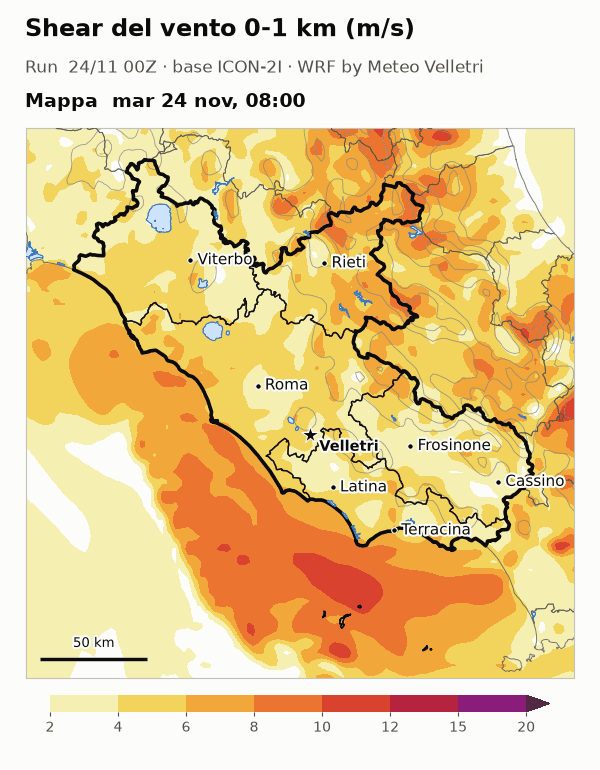 Shear del vento 0-1 km (m/s)
Run  24/11 00Z · base ICON-2I · WRF by Meteo Velletri
Mappa  mar 24 nov, 08:00
Viterbo
Rieti
Roma
Velletri
Frosinone
Cassino
Latina
Terracina
50 km
2 4 6 8 10 12 15 20